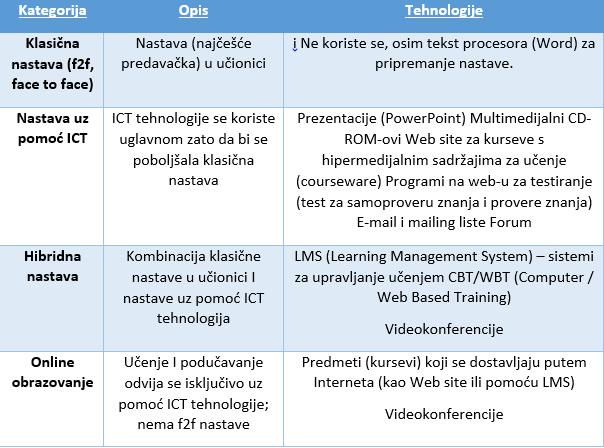 Kategorija Opis Tehnologije
Klasična
nastava (f2f,
face to face)
Nastava (najčešće
predavačka) u učionici
i Ne koriste se, osim tekst procesora (Word) za
pripremanje nastave.
Nastava uz
pomoć ICT
ICT tehnologije se koriste
uglavnom zato da bi se
poboljšala klasična
nastava
Prezentacije (PowerPoint) Multimedijalni CD-
ROM-ovi Web site za kurseve s
hipermedijalnim sadržajima za učenje
(courseware) Programi na web-u za testiranje
(test za samoproveru znanja i provere znanja)
E-mail i mailing liste Forum
Hibridna
nastava
Kombinacija klasične
nastave u učionici I
nastave uz pomoć ICT
tehnologija
LMS (Learning Management System) – sistemi
za upravljanje učenjem CBT/WBT (Computer /
Web Based Training)
Videokonferencije
Online
obrazovanje
Učenje I podučavanje
odvija se isključivo uz
pomoć ICT tehnologije;
nema f2f nastave
Predmeti (kursevi) koji se dostavljaju putem
Interneta (kao Web site ili pomoću LMS)
Videokonferencije